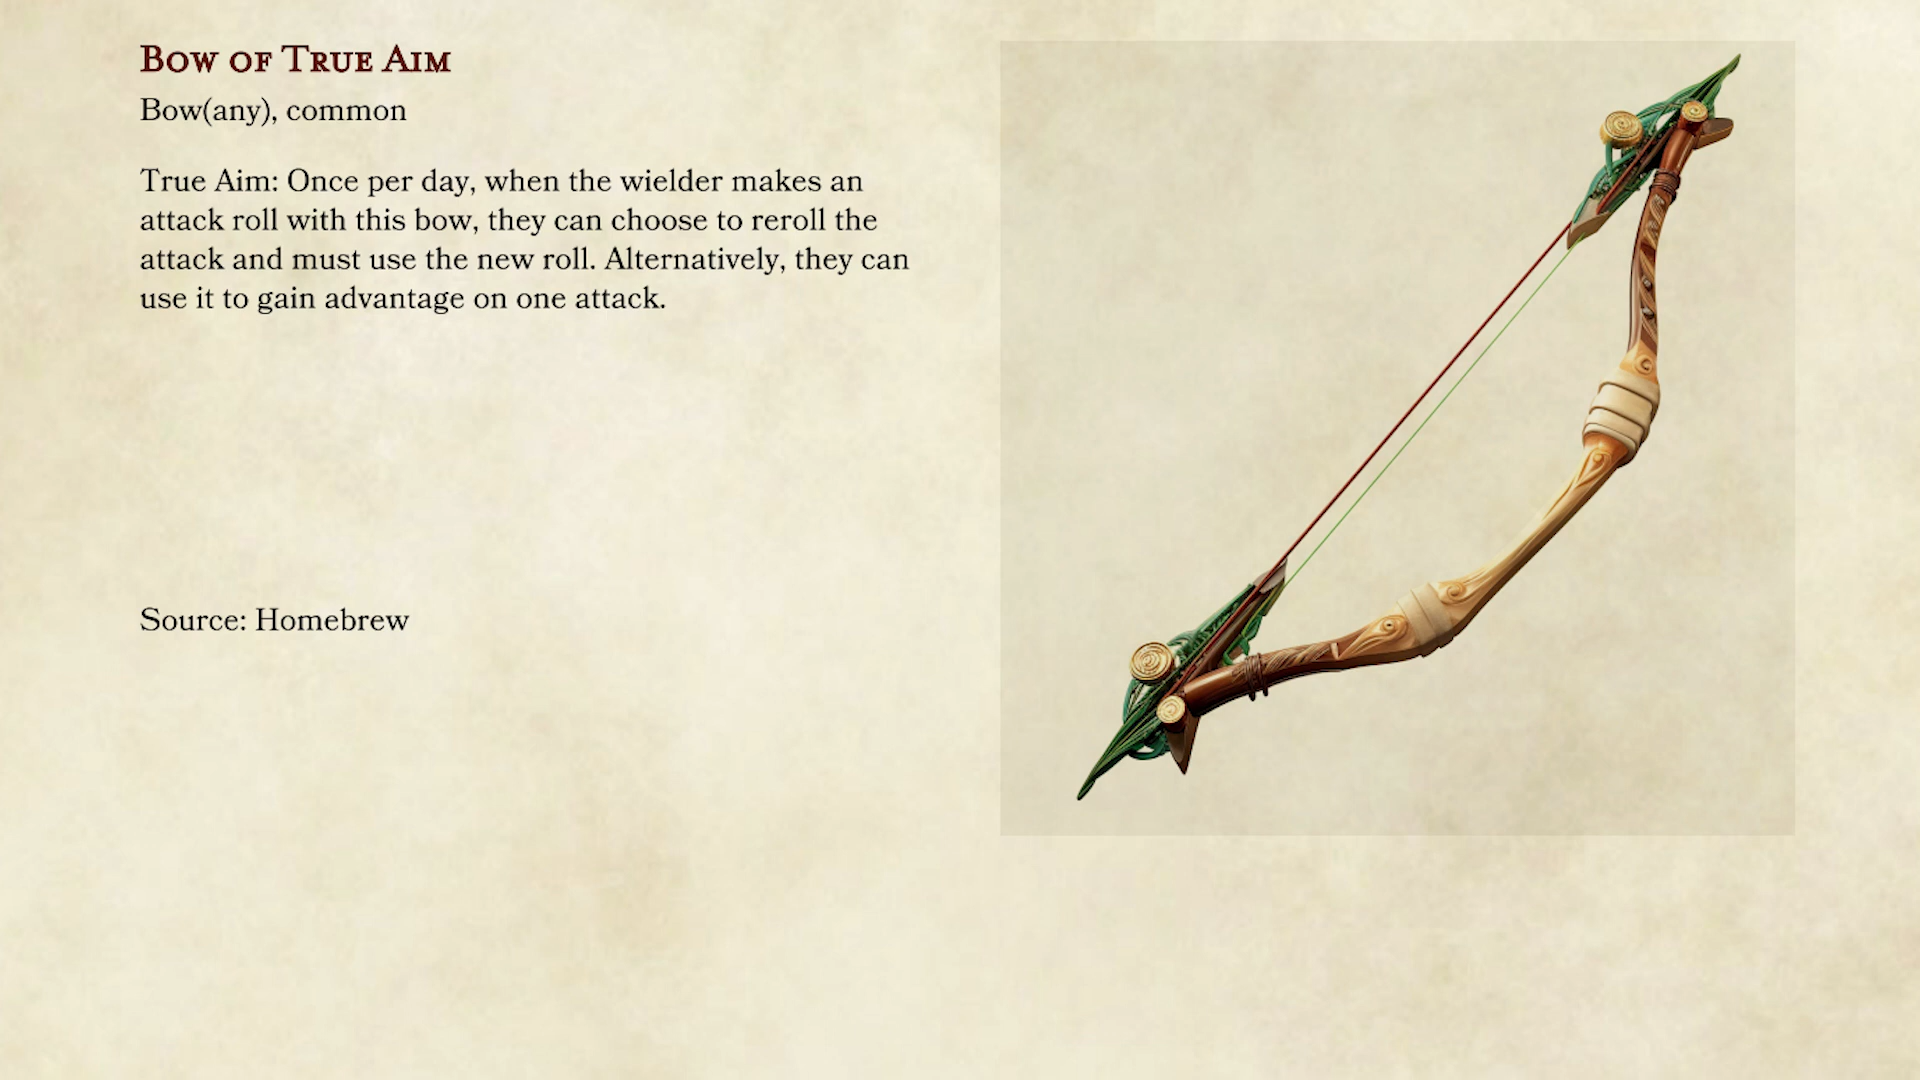 Bow of True Aim
Bow(any), common
True Aim: Once per day, when the wielder makes an
attack roll with this bow, they can choose to reroll the
attack and must use the new roll. Alternatively, they can
use it to gain advantage on one attack.
Source: Homebrew